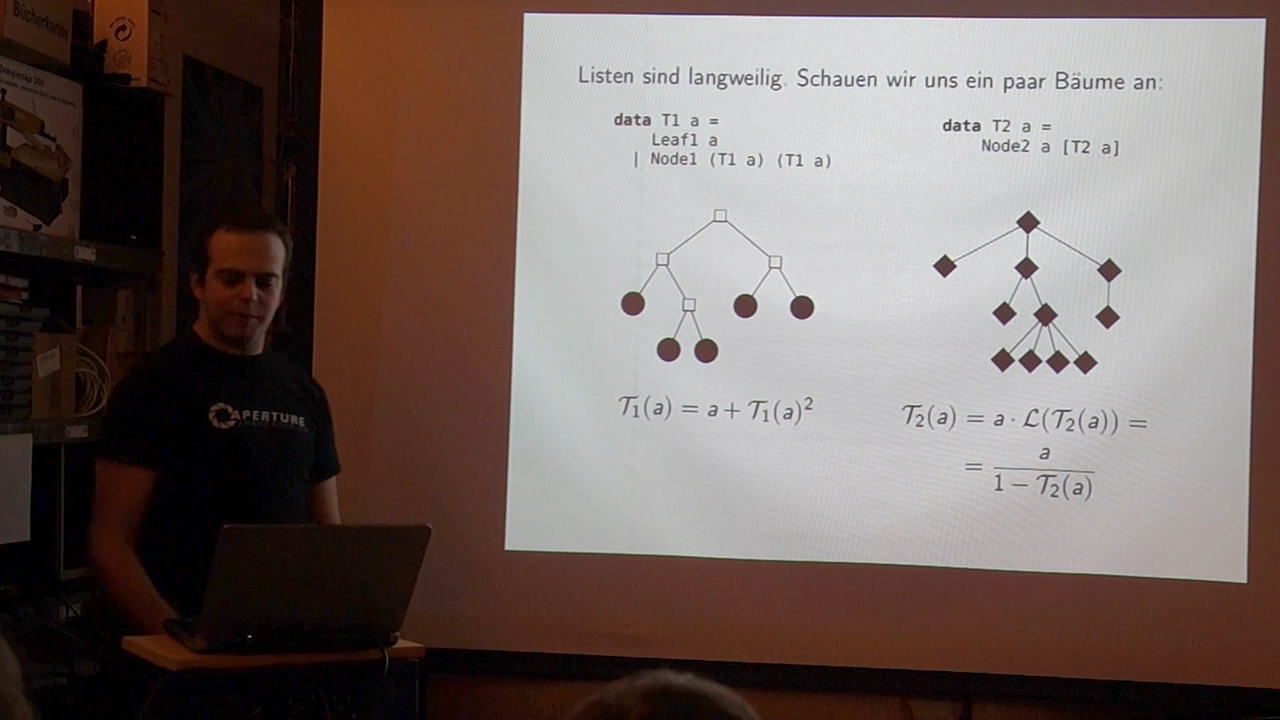 Bücherkarton
Listen sind langweilig. Schauen wir uns ein paar Bäume an:
data T1 a =
Leaf1 a
| Node1 (T1 a) (T1 a)
data T2 a =
Node2 a [T2 a]
𝒯₁(a) = a + 𝒯₁(a)²
𝒯₂(a) = a · ℒ(𝒯₂(a)) =
= a / (1 − 𝒯₂(a))
APERTURE